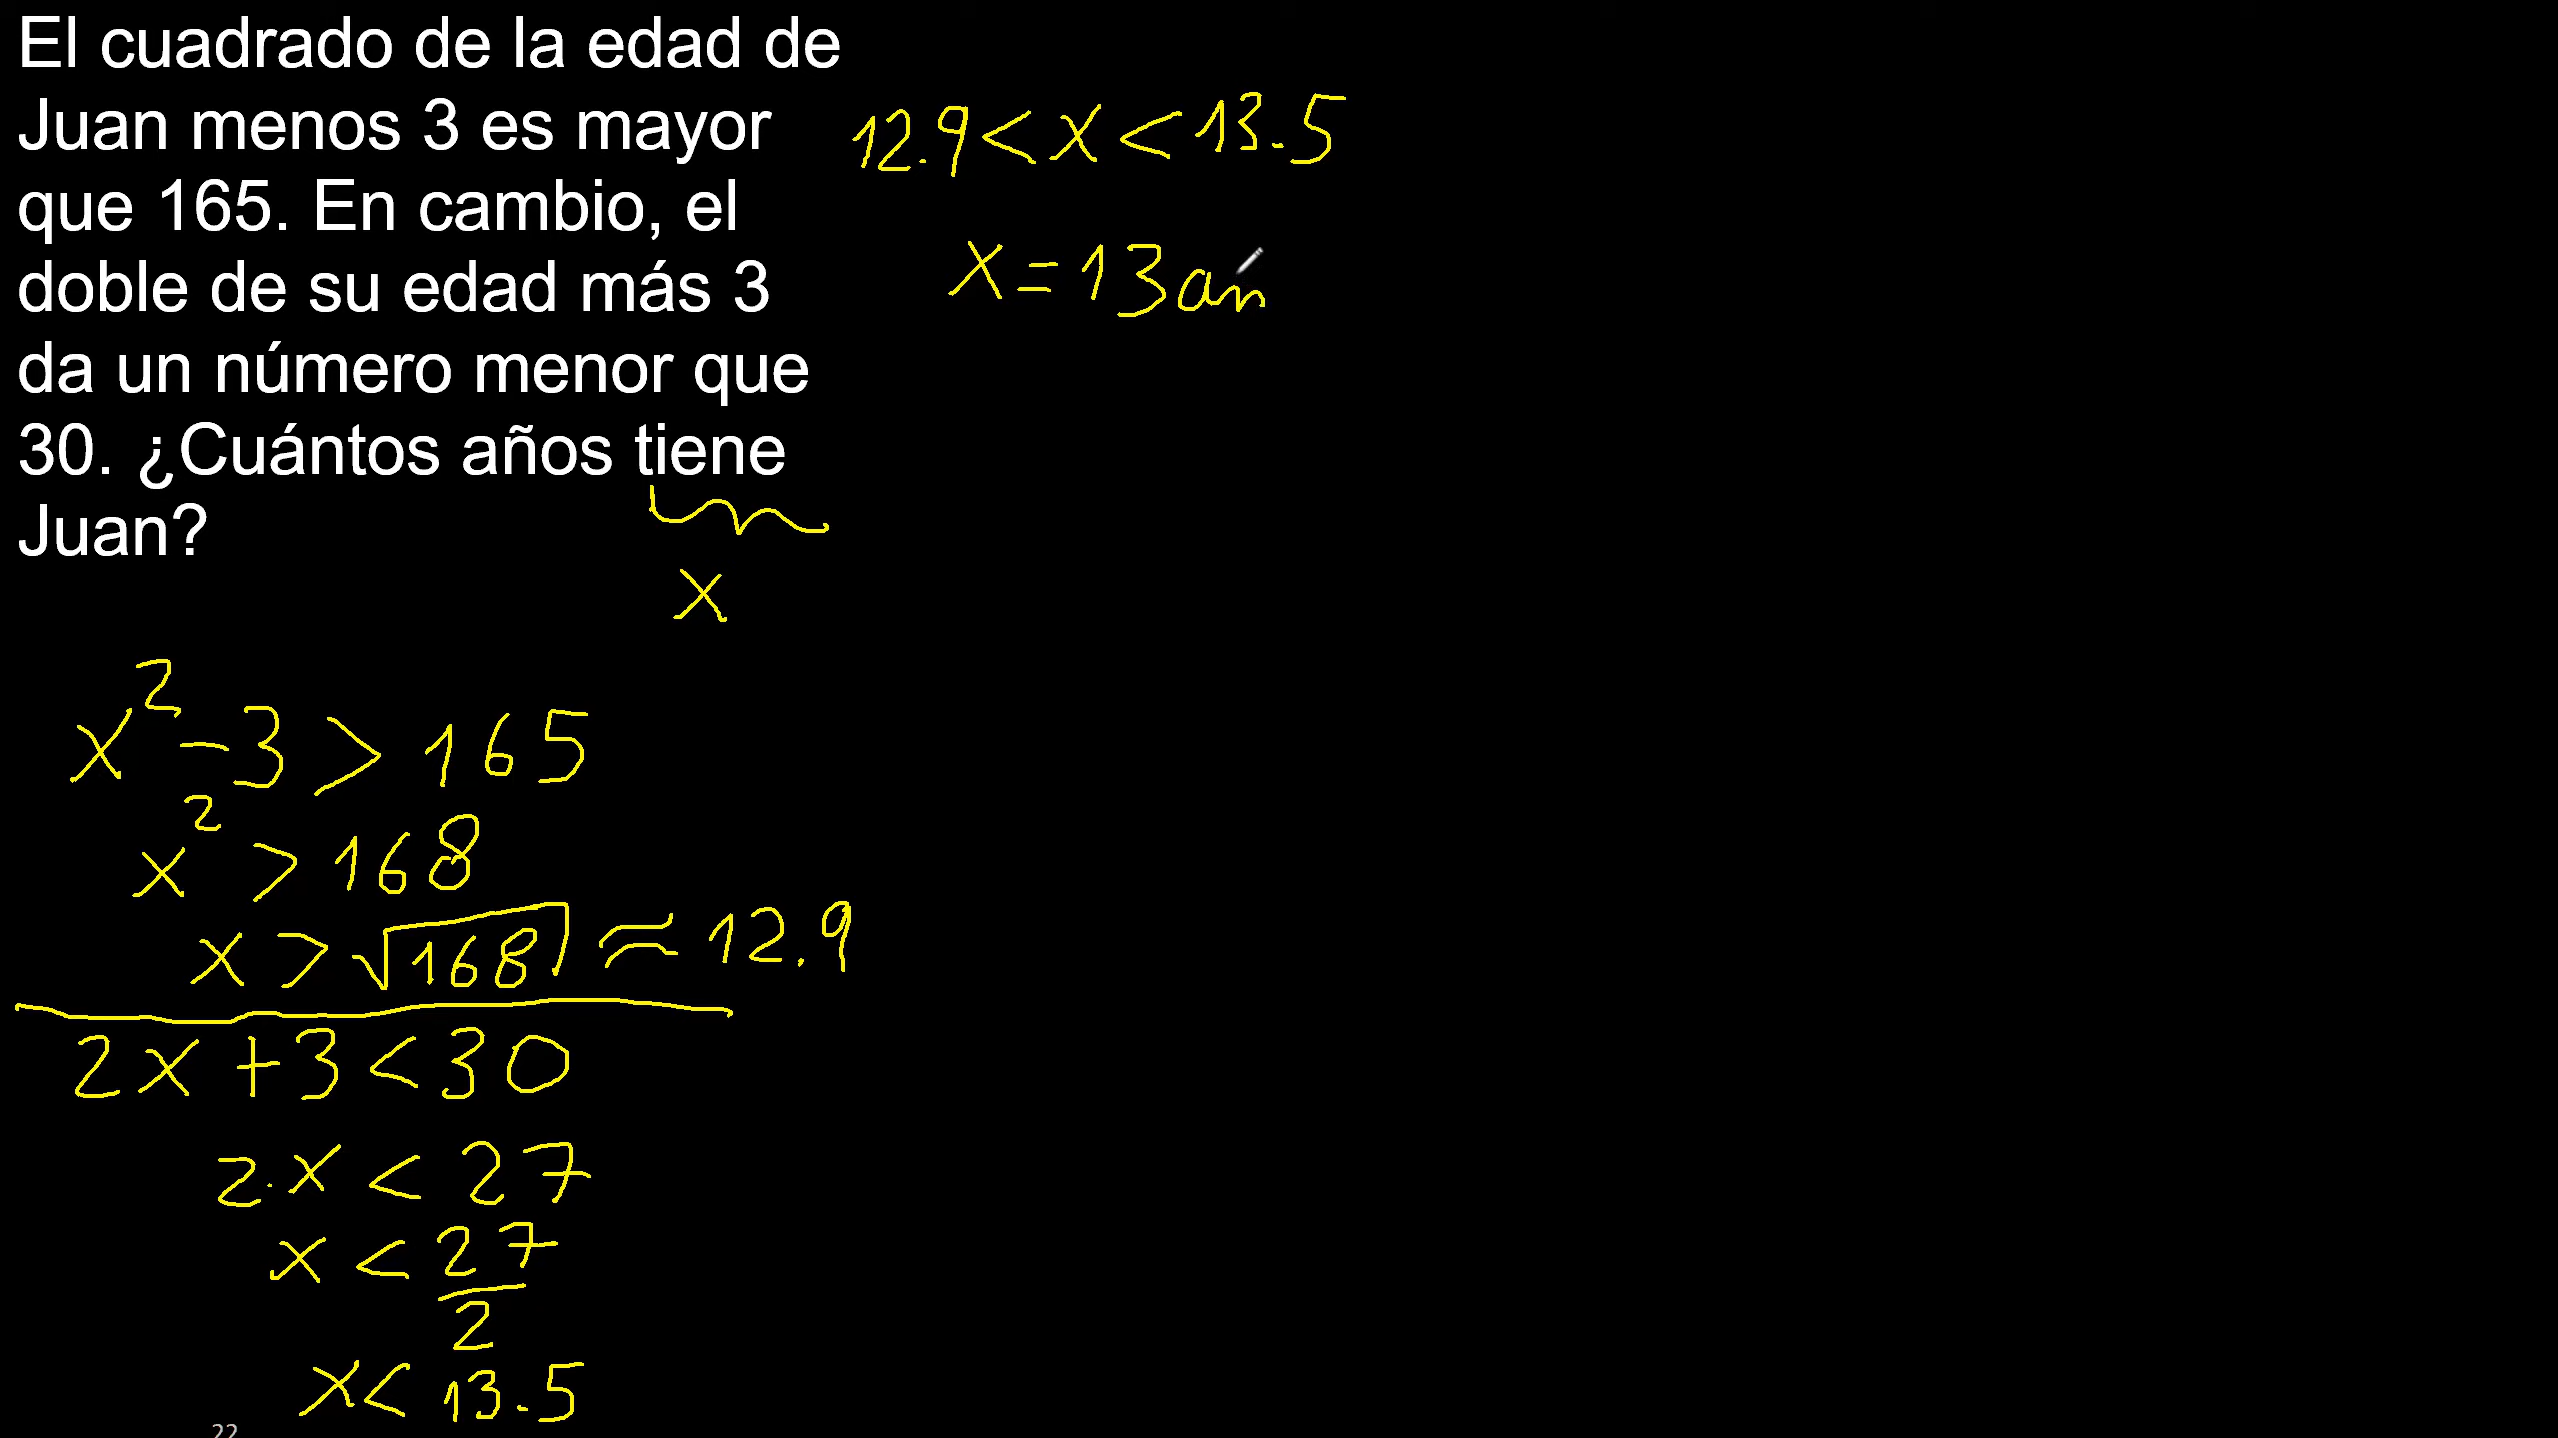 El cuadrado de la edad de
Juan menos 3 es mayor
que 165. En cambio, el
doble de su edad más 3
da un número menor que
30. ¿Cuántos años tiene
Juan?
x
x² - 3 > 165
x² > 168
x > √168 ≈ 12.9
2x + 3 < 30
2·x < 27
x < 27/2
x < 13.5
12.9 < x < 13.5
x = 13 an
22